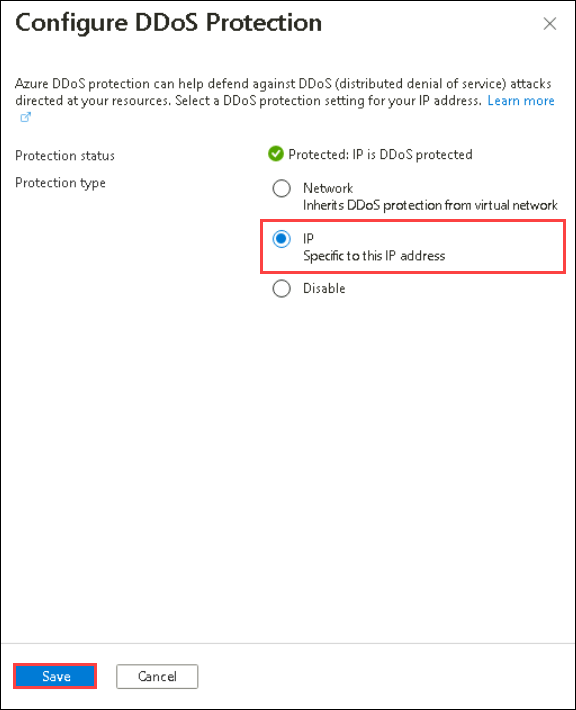 Configure DDoS Protection
Azure DDoS protection can help defend against DDoS (distributed denial of service) attacks
directed at your resources. Select a DDoS protection setting for your IP address. Learn more
Protection status
Protected: IP is DDoS protected
Protection type
Network
Inherits DDoS protection from virtual network
IP
Specific to this IP address
Disable
Save
Cancel